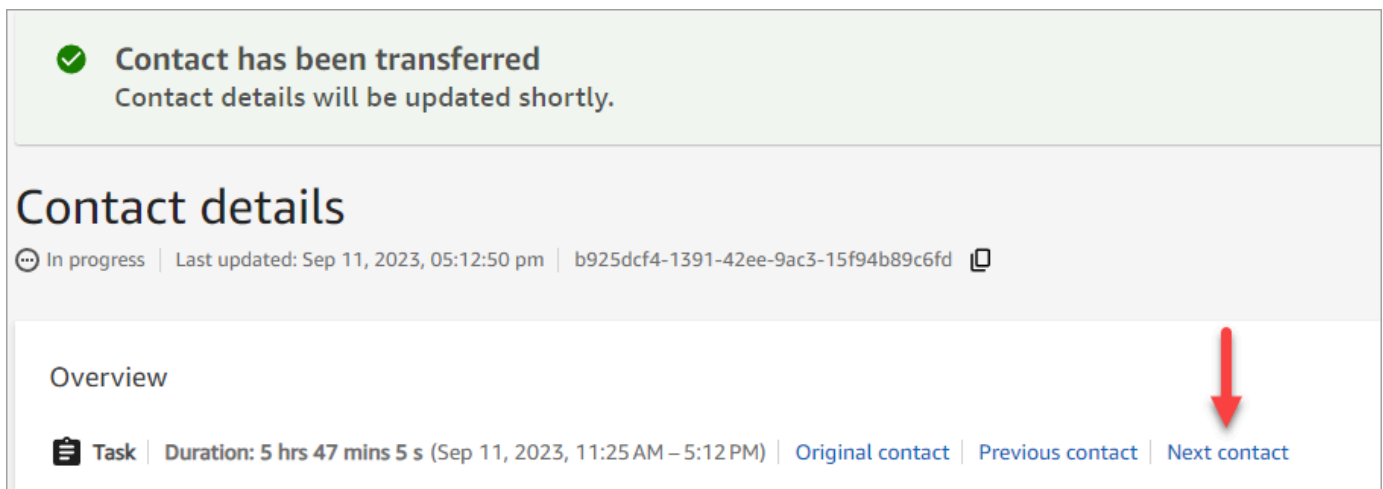 Contact has been transferred
Contact details will be updated shortly.
Contact details
In progress Last updated: Sep 11, 2023, 05:12:50 pm b925dcf4-1391-42ee-9ac3-15f94b89c6fd
Overview
Task Duration: 5 hrs 47 mins 5 s (Sep 11, 2023, 11:25 AM – 5:12 PM) Original contact Previous contact Next contact